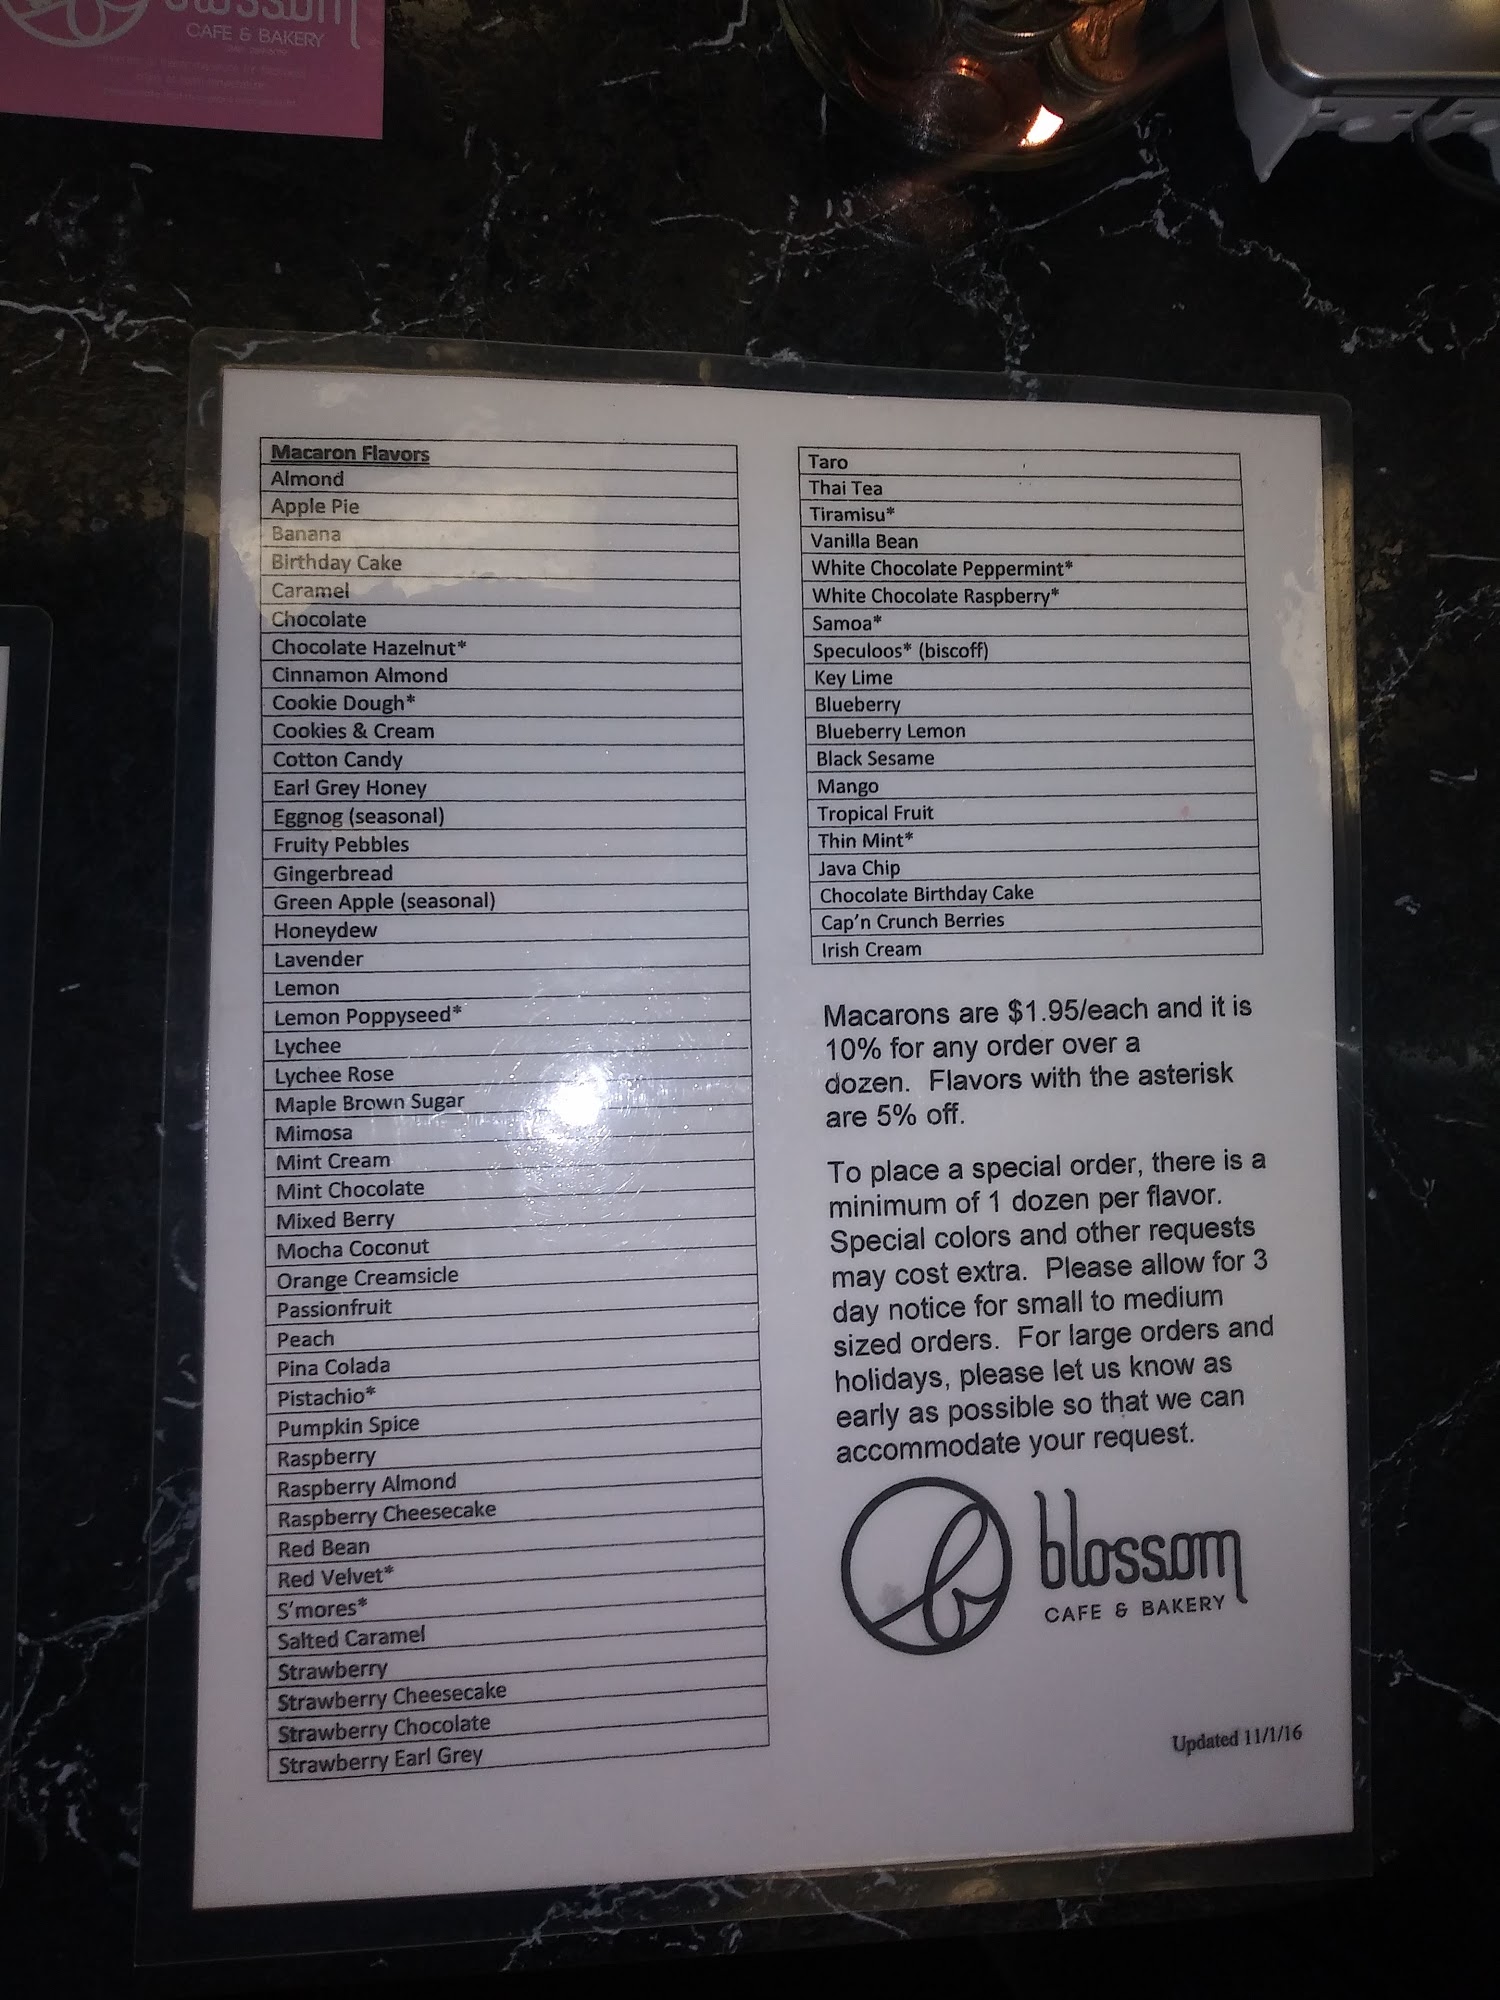 blossom
CAFE & BAKERY
Macaron Flavors
Almond
Apple Pie
Banana
Birthday Cake
Caramel
Chocolate
Chocolate Hazelnut*
Cinnamon Almond
Cookie Dough*
Cookies & Cream
Cotton Candy
Earl Grey Honey
Eggnog (seasonal)
Fruity Pebbles
Gingerbread
Green Apple (seasonal)
Honeydew
Lavender
Lemon
Lemon Poppyseed*
Lychee
Lychee Rose
Maple Brown Sugar
Mimosa
Mint Cream
Mint Chocolate
Mixed Berry
Mocha Coconut
Orange Creamsicle
Passionfruit
Peach
Pina Colada
Pistachio*
Pumpkin Spice
Raspberry
Raspberry Almond
Raspberry Cheesecake
Red Bean
Red Velvet*
S'mores*
Salted Caramel
Strawberry
Strawberry Cheesecake
Strawberry Chocolate
Strawberry Earl Grey
Taro
Thai Tea
Tiramisu*
Vanilla Bean
White Chocolate Peppermint*
White Chocolate Raspberry*
Samoa*
Speculoos* (biscoff)
Key Lime
Blueberry
Blueberry Lemon
Black Sesame
Mango
Tropical Fruit
Thin Mint*
Java Chip
Chocolate Birthday Cake
Cap'n Crunch Berries
Irish Cream
Macarons are $1.95/each and it is
10% for any order over a
dozen. Flavors with the asterisk
are 5% off.
To place a special order, there is a
minimum of 1 dozen per flavor.
Special colors and other requests
may cost extra. Please allow for 3
day notice for small to medium
sized orders. For large orders and
holidays, please let us know as
early as possible so that we can
accommodate your request.
blossom
CAFE & BAKERY
Updated 11/1/16